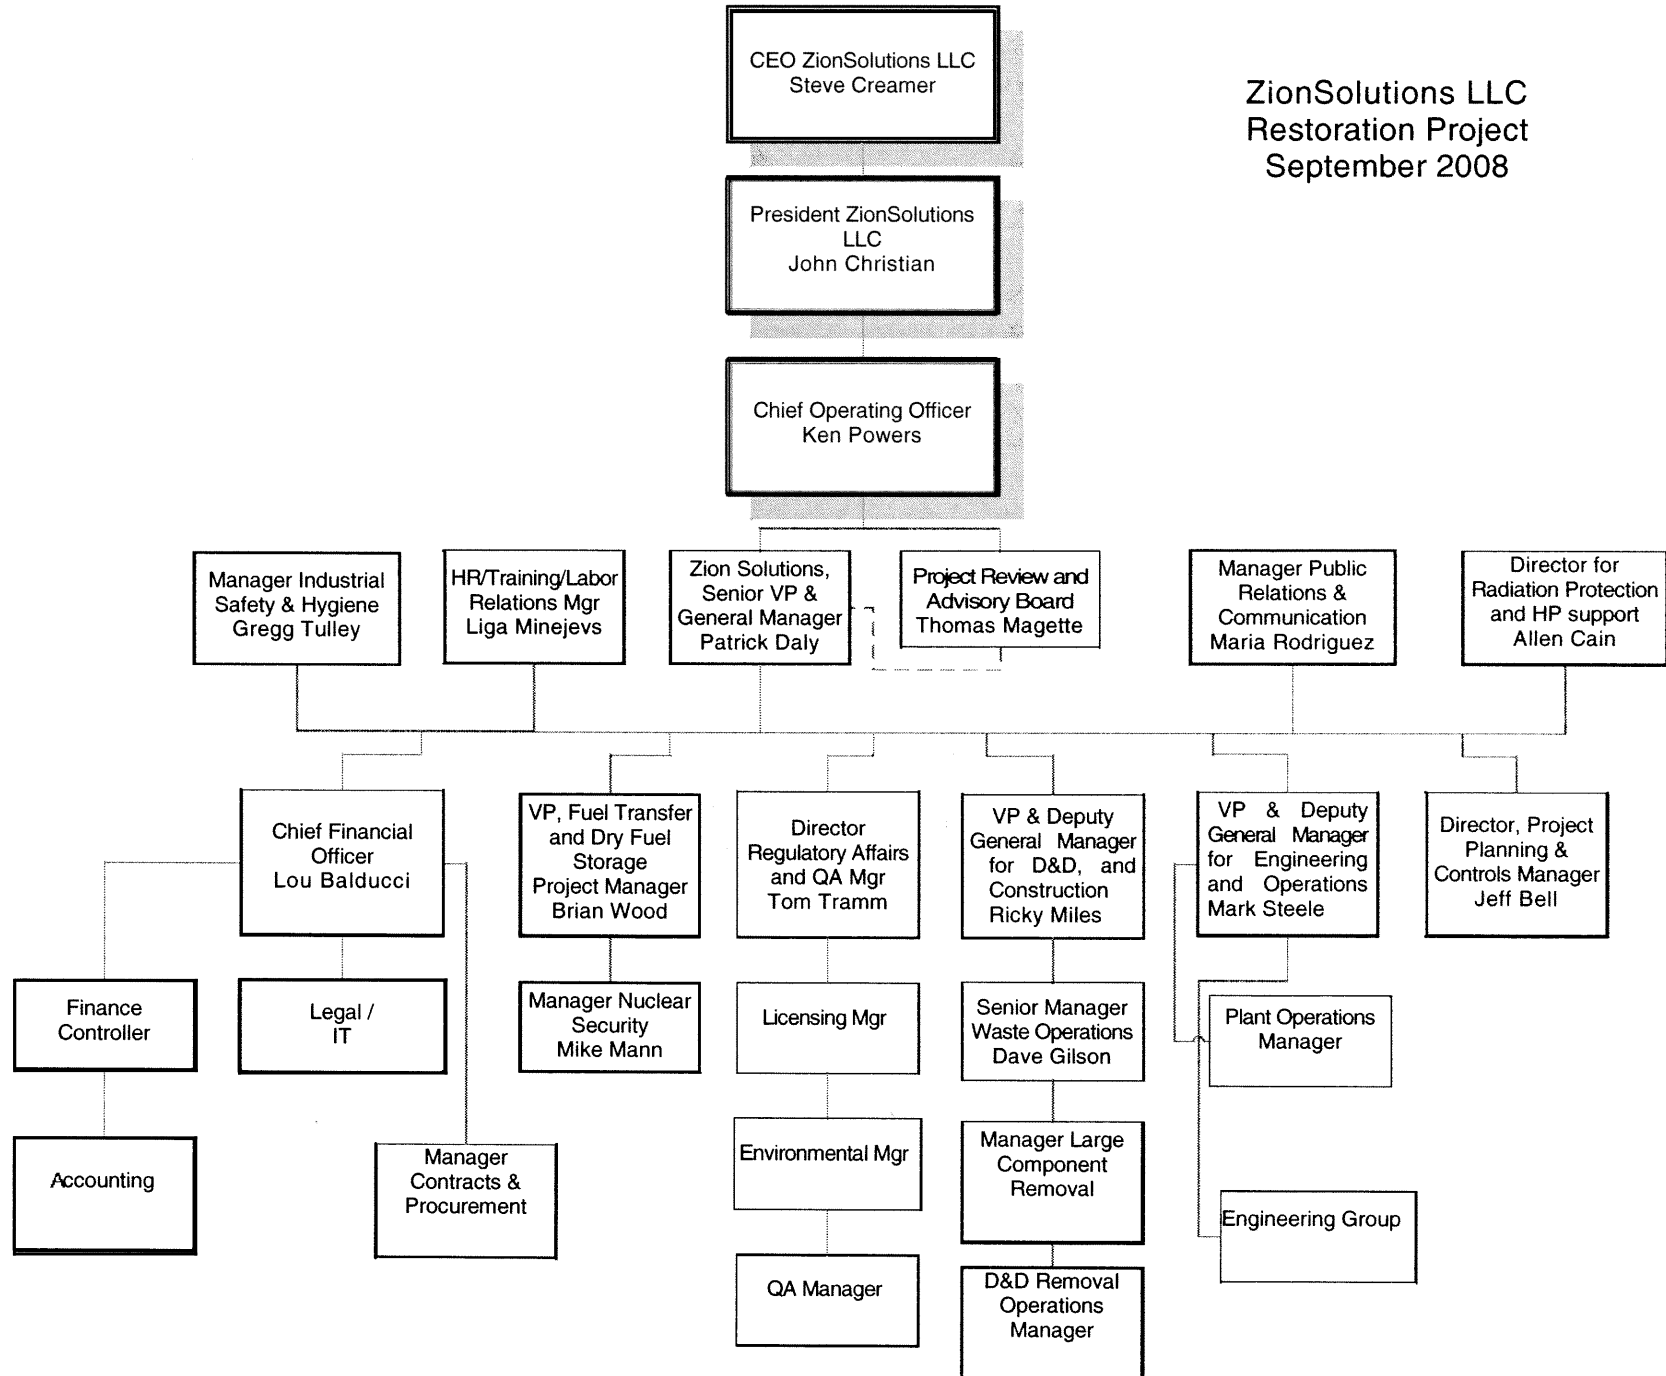 CEO ZionSolutions LLC
Steve Creamer
ZionSolutions LLC
Restoration Project
September 2008
President ZionSolutions
LLC
John Christian
Chief Operating Officer
Ken Powers
Manager Industrial
Safety & Hygiene
Gregg Tulley
HR/Training/Labor
Relations Mgr
Liga Minejevs
Zion Solutions,
Senior VP &
General Manager
Patrick Daly
Project Review and
Advisory Board
Thomas Magette
Manager Public
Relations &
Communication
Maria Rodriguez
Director for
Radiation Protection
and HP support
Allen Cain
Chief Financial
Officer
Lou Balducci
VP, Fuel Transfer
and Dry Fuel
Storage
Project Manager
Brian Wood
Director
Regulatory Affairs
and QA Mgr
Tom Tramm
VP & Deputy
General Manager
for D&D, and
Construction
Ricky Miles
VP & Deputy
General Manager
for Engineering
and Operations
Mark Steele
Director, Project
Planning &
Controls Manager
Jeff Bell
Finance
Controller
Legal /
IT
Manager Nuclear
Security
Mike Mann
Licensing Mgr
Senior Manager
Waste Operations
Dave Gilson
Plant Operations
Manager
Accounting
Manager
Contracts &
Procurement
Environmental Mgr
Manager Large
Component
Removal
Engineering Group
QA Manager
D&D Removal
Operations
Manager